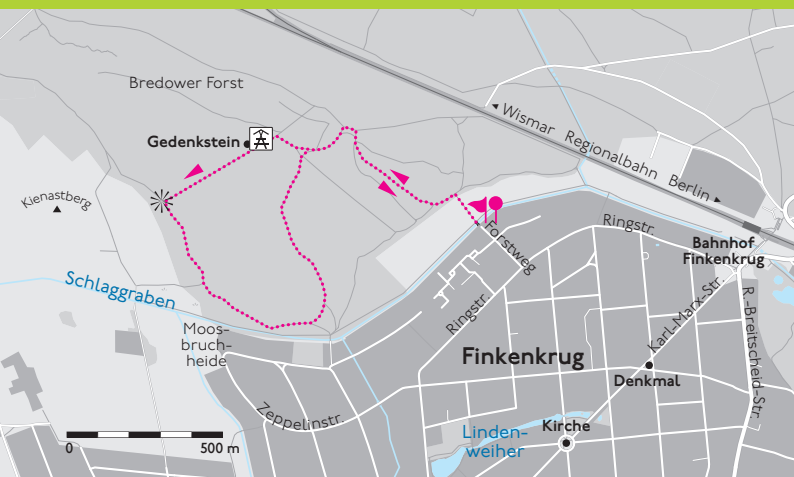 Bredower Forst
Gedenkstein
Kienastberg
Wismar Regionalbahn Berlin
Schlaggraben
Forstweg
Ringstr.
Bahnhof
Finkenkrug
Moos-
bruch-
heide
Ringstr.
Karl-Marx-Str.
R.-Breitscheid-Str.
Finkenkrug
Denkmal
Zeppelinstr.
Linden-
weiher
Kirche
0 500 m